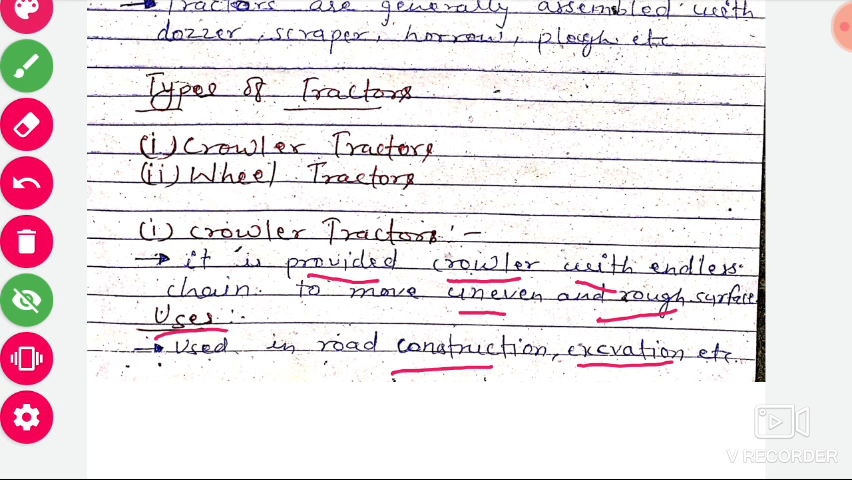 → Tractors are generally assembled with
dozzer, scraper, horrow, plough etc
Types of Tractors
(i) Crowler Tractors
(ii) Wheel Tractors
(i) Crowler Tractors :-
→ it is provided crowler with endless
chain to move uneven and rough surface
Uses :-
→ Used in road construction, excvation etc
V RECORDER